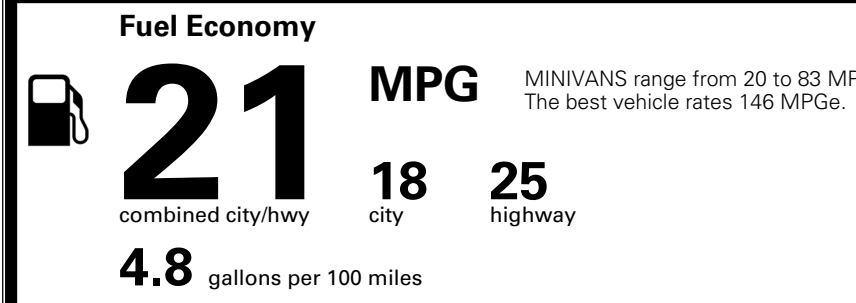 Fuel Economy
21 MPG
MINIVANS range from 20 to 83 MP
The best vehicle rates 146 MPGe.
combined city/hwy
18
city
25
highway
4.8 gallons per 100 miles